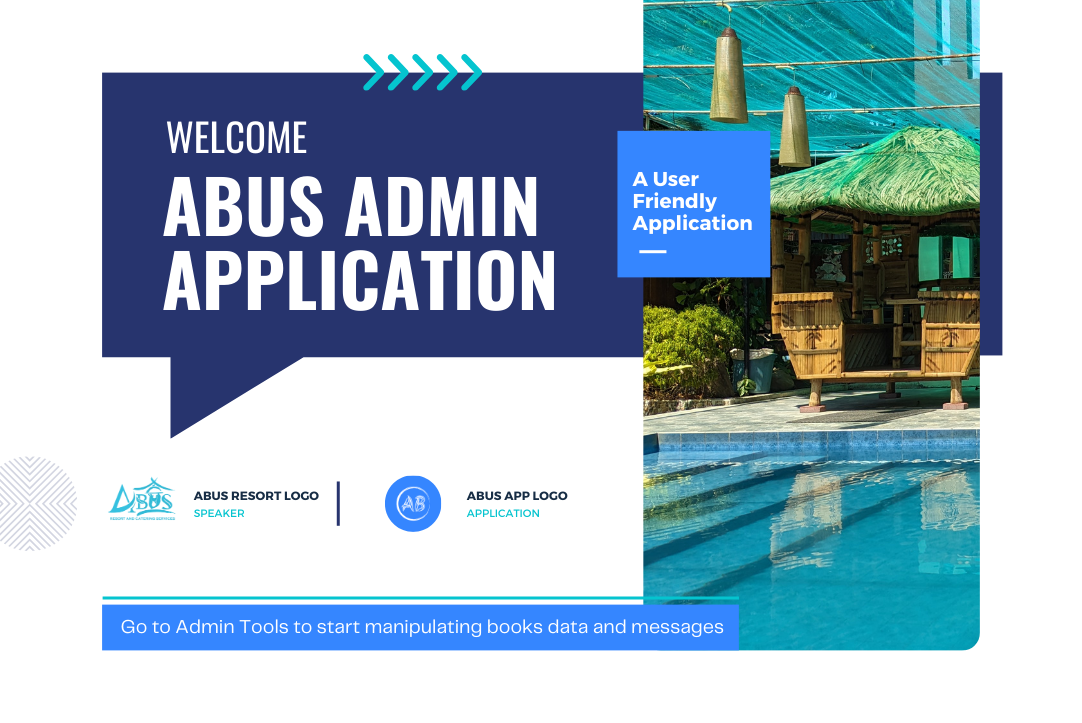 WELCOME
ABUS ADMIN
APPLICATION
A User
Friendly
Application
ABUS
RESORT AND CATERING SERVICES
ABUS RESORT LOGO
SPEAKER
AB
ABUS APP LOGO
APPLICATION
Go to Admin Tools to start manipulating books data and messages